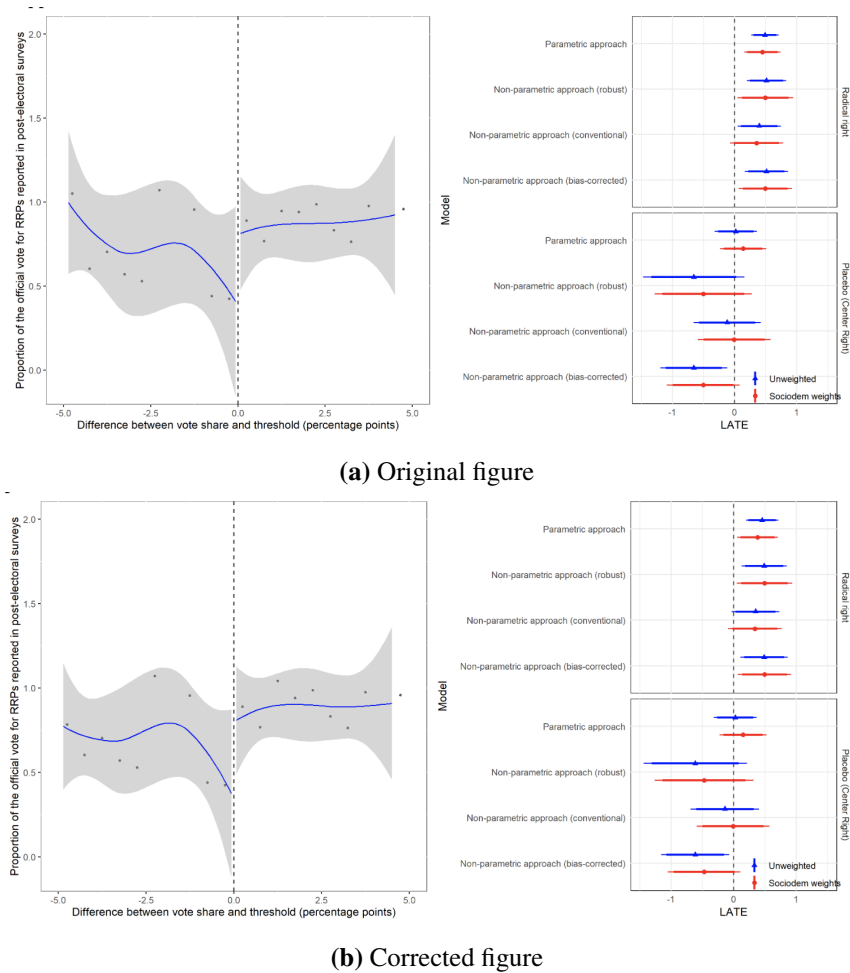 Proportion of the official vote for RRPs reported in post-electoral surveys
2.0
1.5
1.0
0.5
0.0
-5.0 -2.5 0.0 2.5 5.0
Difference between vote share and threshold (percentage points)
Model
Parametric approach
Non-parametric approach (robust)
Non-parametric approach (conventional)
Non-parametric approach (bias-corrected)
Radical right
Parametric approach
Non-parametric approach (robust)
Non-parametric approach (conventional)
Non-parametric approach (bias-corrected)
Placebo (Center Right)
Unweighted
Sociodem weights
-1 0 1
LATE
(a) Original figure
Proportion of the official vote for RRPs reported in post-electoral surveys
2.0
1.5
1.0
0.5
0.0
-5.0 -2.5 0.0 2.5 5.0
Difference between vote share and threshold (percentage points)
Model
Parametric approach
Non-parametric approach (robust)
Non-parametric approach (conventional)
Non-parametric approach (bias-corrected)
Radical right
Parametric approach
Non-parametric approach (robust)
Non-parametric approach (conventional)
Non-parametric approach (bias-corrected)
Placebo (Center Right)
Unweighted
Sociodem weights
-1 0 1
LATE
(b) Corrected figure